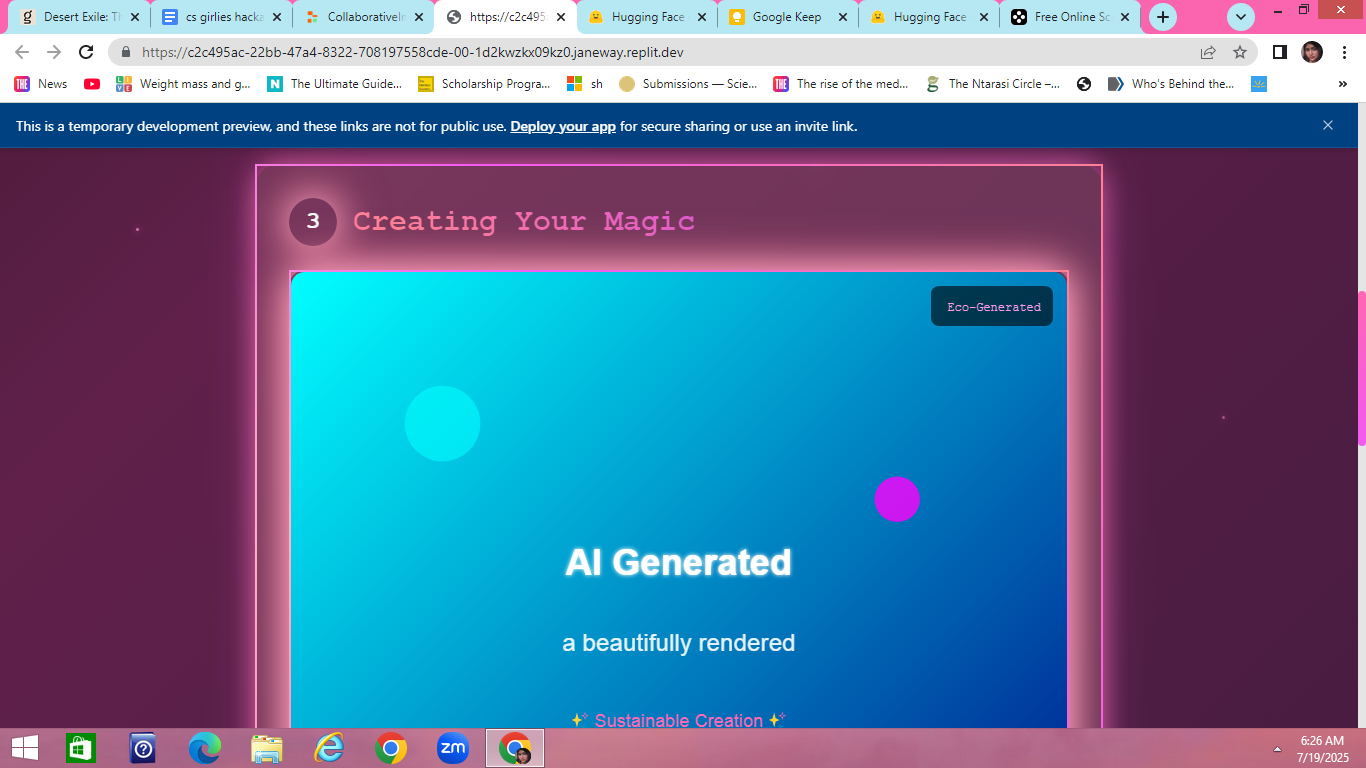 Desert Exile: Th
cs girlies hacka
CollaborativeIn
https://c2c495
Hugging Face
Google Keep
Hugging Face
Free Online Sc
https://c2c495ac-22bb-47a4-8322-708197558cde-00-1d2kwzkx09kz0.janeway.replit.dev
THE News
LIVE Weight mass and g...
N The Ultimate Guide...
Scholarship Progra...
sh
Submissions — Scie...
THE The rise of the med...
The Ntarasi Circle –...
Who's Behind the...
»
This is a temporary development preview, and these links are not for public use. Deploy your app for secure sharing or use an invite link.
3 Creating Your Magic
Eco-Generated
AI Generated
a beautifully rendered
✨ Sustainable Creation ✨
zm
6:26 AM
7/19/2025